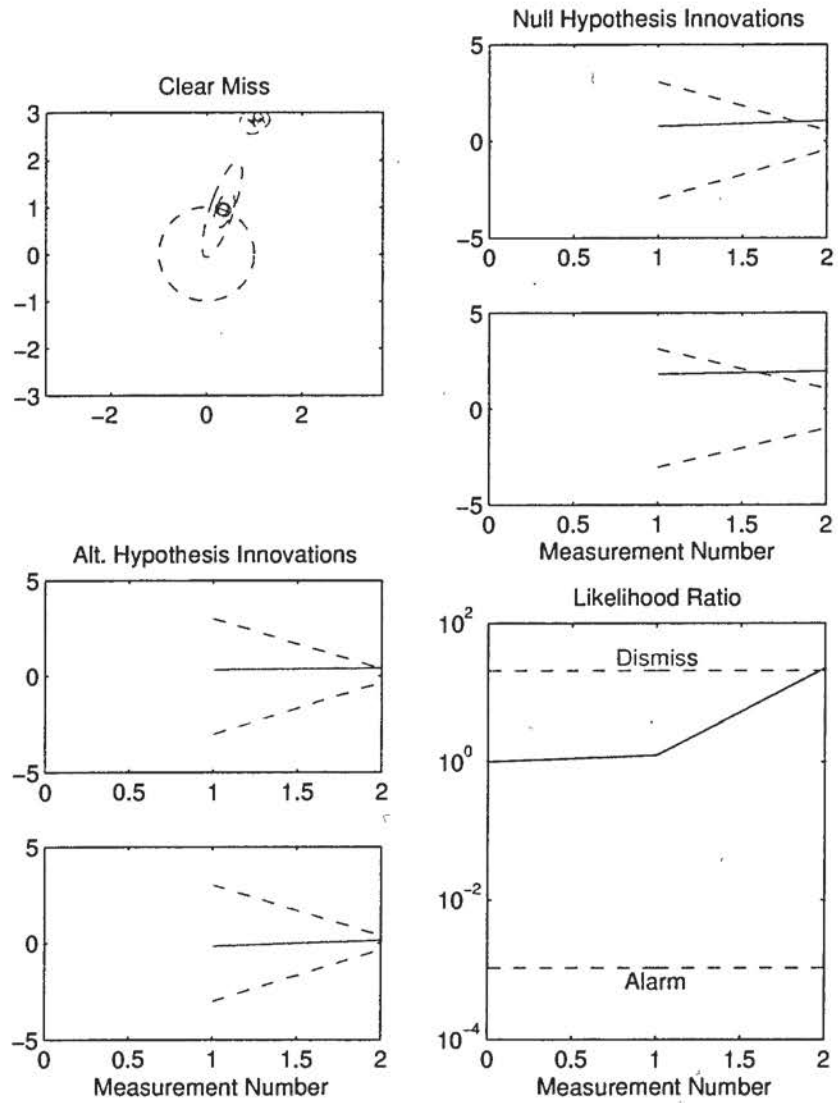 Clear Miss
3
2
1
0
−1
−2
−3
−2 0 2
Null Hypothesis Innovations
5
0
−5
0 0.5 1 1.5 2
5
0
−5
0 0.5 1 1.5 2
Measurement Number
Alt. Hypothesis Innovations
5
0
−5
0 0.5 1 1.5 2
5
0
−5
0 0.5 1 1.5 2
Measurement Number
Likelihood Ratio
10^2
Dismiss
10^0
10^−2
Alarm
10^−4
0 1 2
Measurement Number